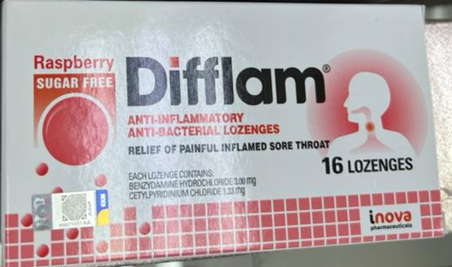 Raspberry
SUGAR FREE
Difflam®
ANTI-INFLAMMATORY
ANTI-BACTERIAL LOZENGES
RELIEF OF PAINFUL INFLAMED SORE THROAT
16 LOZENGES
EACH LOZENGE CONTAINS:
BENZYDAMINE HYDROCHLORIDE 3.00 mg
CETYLPYRIDINIUM CHLORIDE 1.33 mg
inova
pharmaceuticals